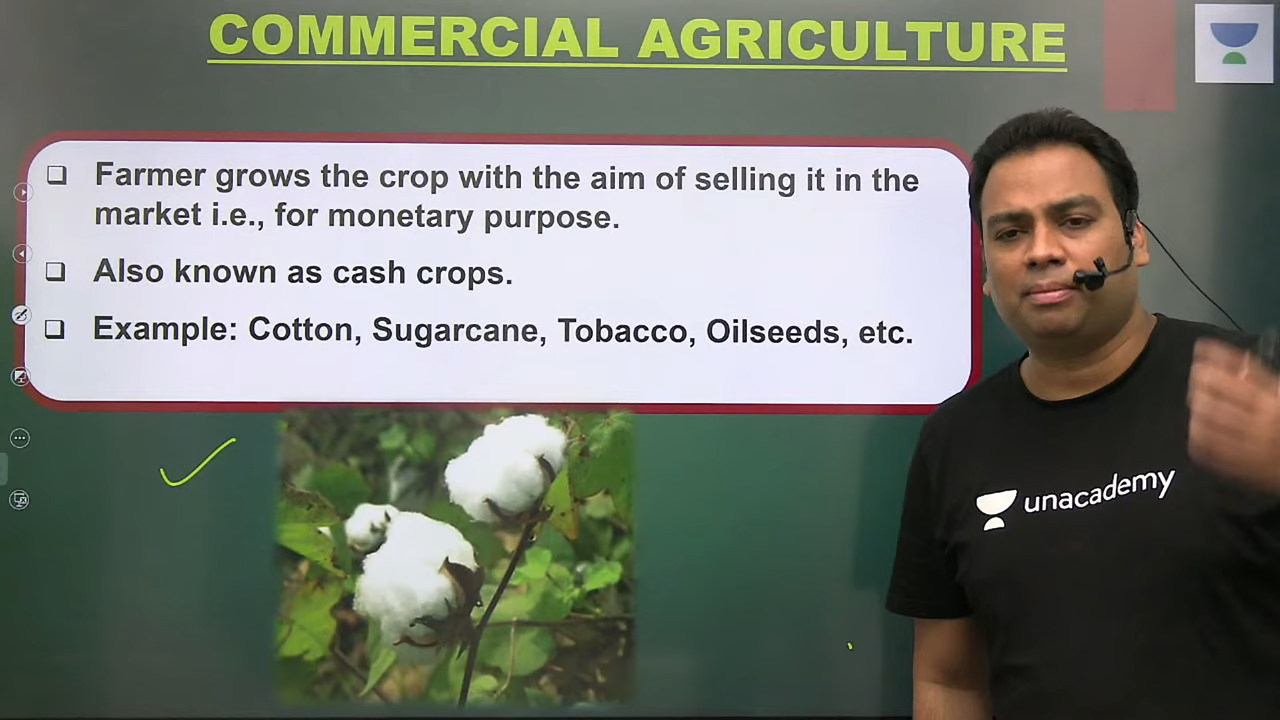 COMMERCIAL AGRICULTURE
Farmer grows the crop with the aim of selling it in the
market i.e., for monetary purpose.
Also known as cash crops.
Example: Cotton, Sugarcane, Tobacco, Oilseeds, etc.
unacademy